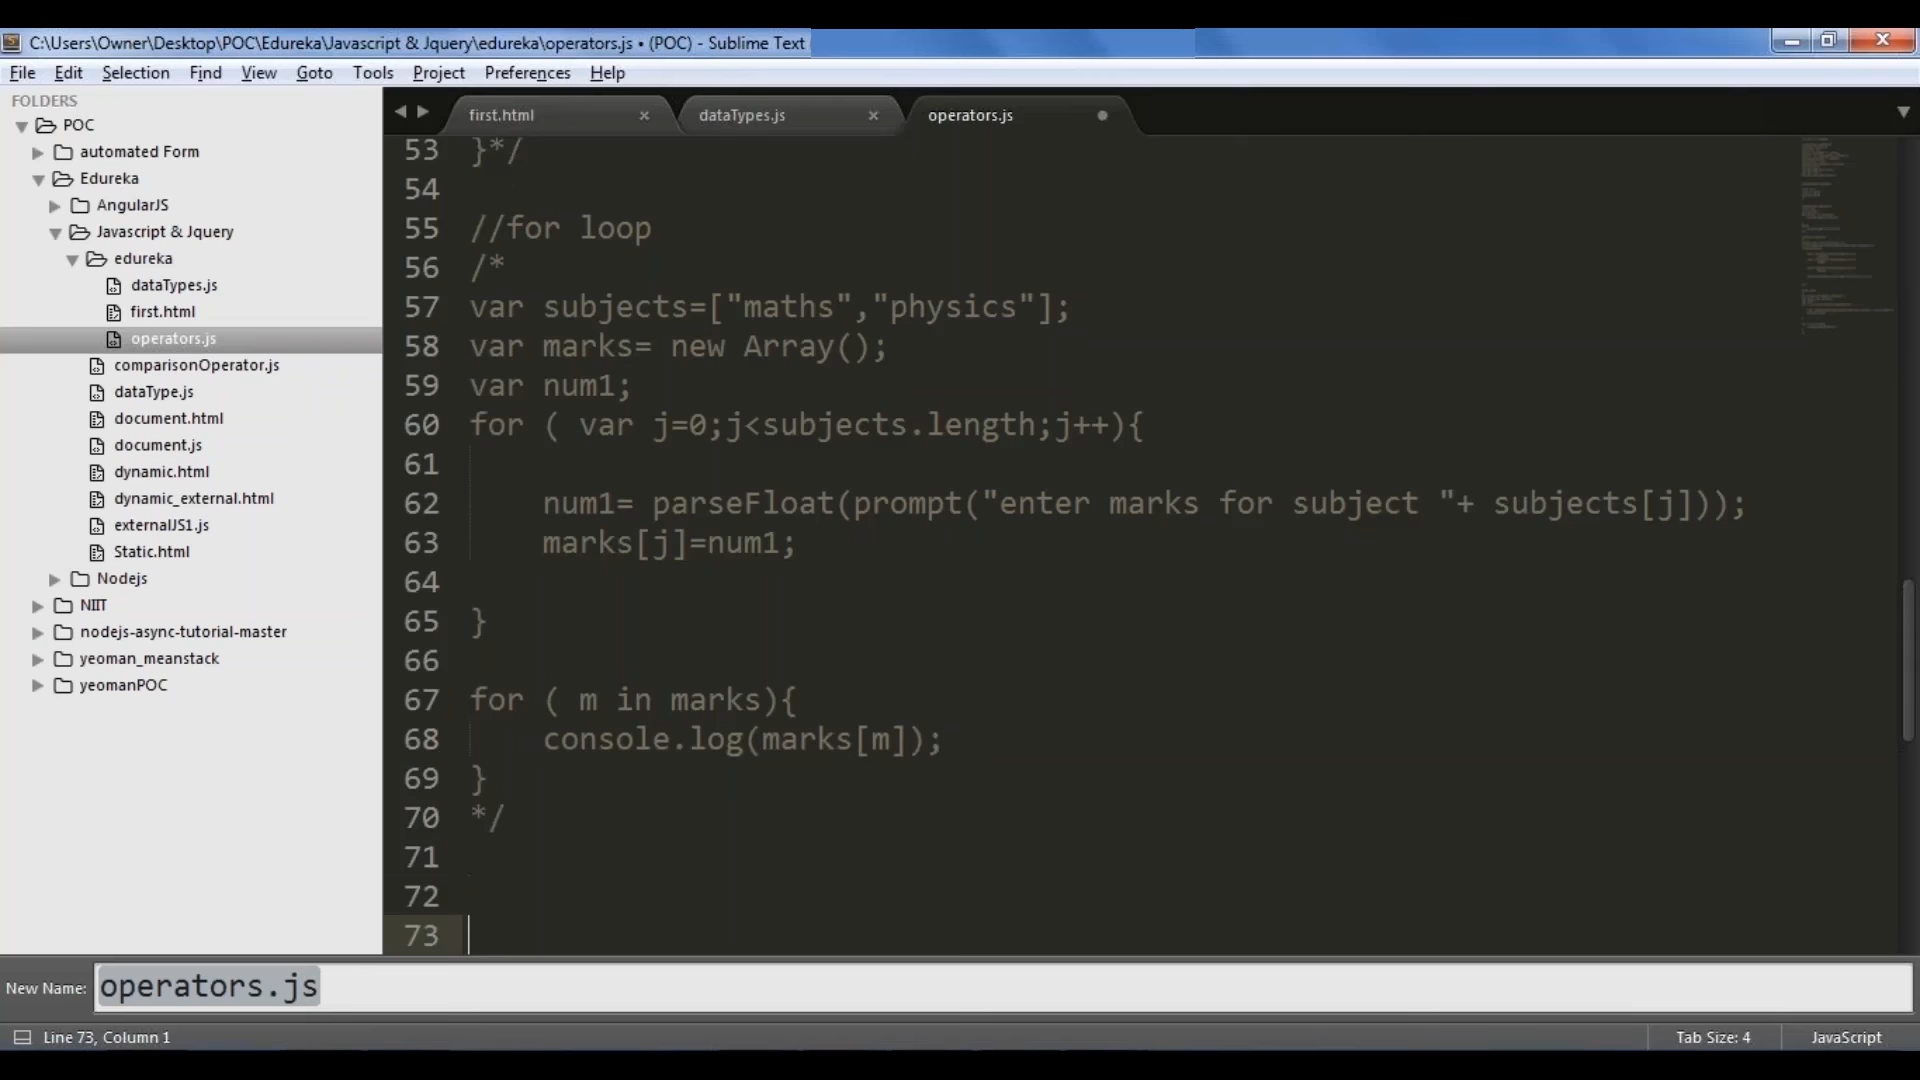 C:\Users\Owner\Desktop\POC\Edureka\Javascript & Jquery\edureka\operators.js • (POC) - Sublime Text
File Edit Selection Find View Goto Tools Project Preferences Help
FOLDERS
POC
automated Form
Edureka
AngularJS
Javascript & Jquery
edureka
dataTypes.js
first.html
operators.js
comparisonOperator.js
dataType.js
document.html
document.js
dynamic.html
dynamic_external.html
externalJS1.js
Static.html
Nodejs
NIIT
nodejs-async-tutorial-master
yeoman_meanstack
yeomanPOC
first.html dataTypes.js operators.js
53 }*/
54
55 //for loop
56 /*
57 var subjects=["maths","physics"];
58 var marks= new Array();
59 var num1;
60 for ( var j=0;j<subjects.length;j++){
61
62 num1= parseFloat(prompt("enter marks for subject "+ subjects[j]));
63 marks[j]=num1;
64
65 }
66
67 for ( m in marks){
68 console.log(marks[m]);
69 }
70 */
71
72
73
New Name: operators.js
Line 73, Column 1 Tab Size: 4 JavaScript